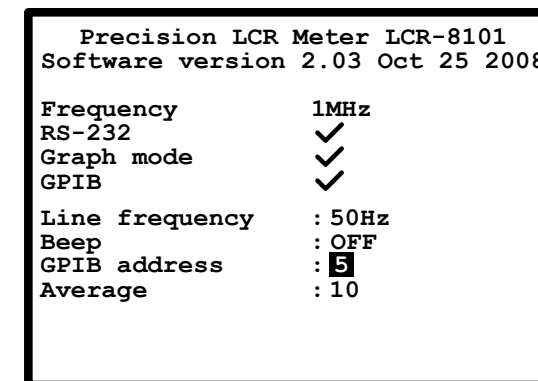 Precision LCR Meter LCR-8101
Software version 2.03 Oct 25 2008
Frequency 1MHz
RS-232 ✓
Graph mode ✓
GPIB ✓
Line frequency : 50Hz
Beep : OFF
GPIB address : 5
Average : 10